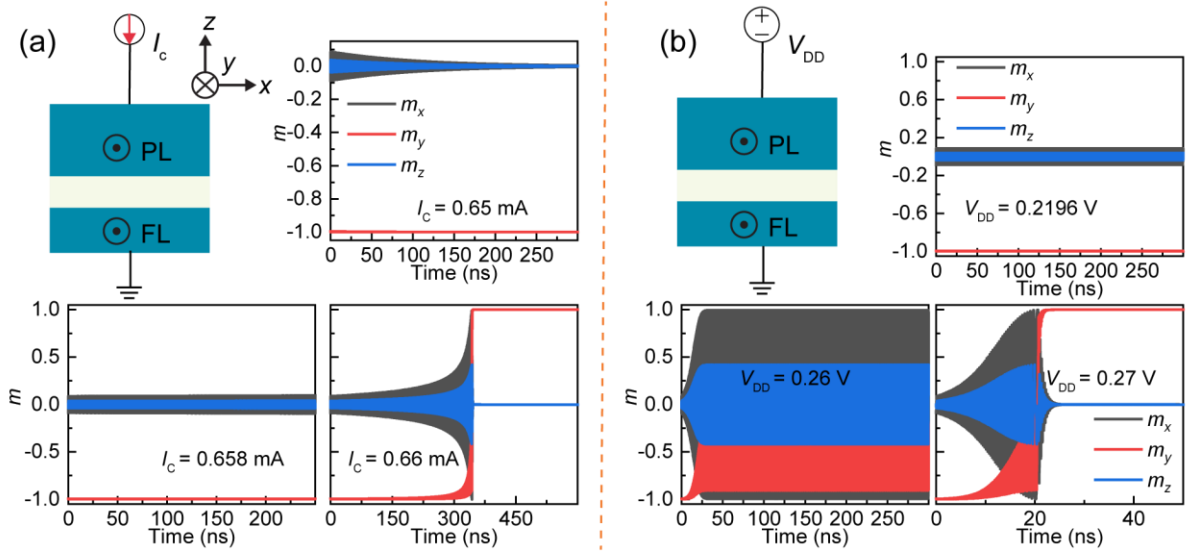 (a)
I_c
z
y
x
PL
FL
0.0
-0.2
-0.4
-0.6
-0.8
-1.0
m
m_x
m_y
m_z
I_C = 0.65 mA
0 50 100 150 200 250
Time (ns)
1.0
0.5
0.0
-0.5
-1.0
m
I_C = 0.658 mA
0 50 100 150 200 250
Time (ns)
I_C = 0.66 mA
0 150 300 450
Time (ns)
(b)
+
−
V_DD
PL
FL
1.0
0.6
0.2
-0.2
-0.6
-1.0
m
m_x
m_y
m_z
V_DD = 0.2196 V
0 50 100 150 200 250
Time (ns)
1.0
0.5
0.0
-0.5
-1.0
m
V_DD = 0.26 V
0 50 100 150 200 250
Time (ns)
V_DD = 0.27 V
m_x
m_y
m_z
0 20 40
Time (ns)